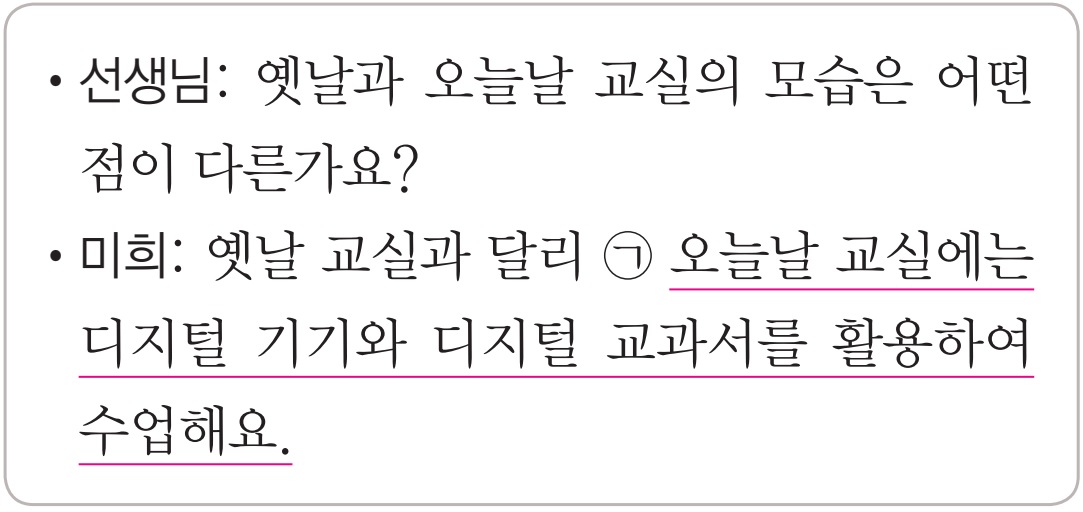 • 선생님: 옛날과 오늘날 교실의 모습은 어떤
점이 다른가요?
• 미희: 옛날 교실과 달리 ㉠ 오늘날 교실에는
디지털 기기와 디지털 교과서를 활용하여
수업해요.